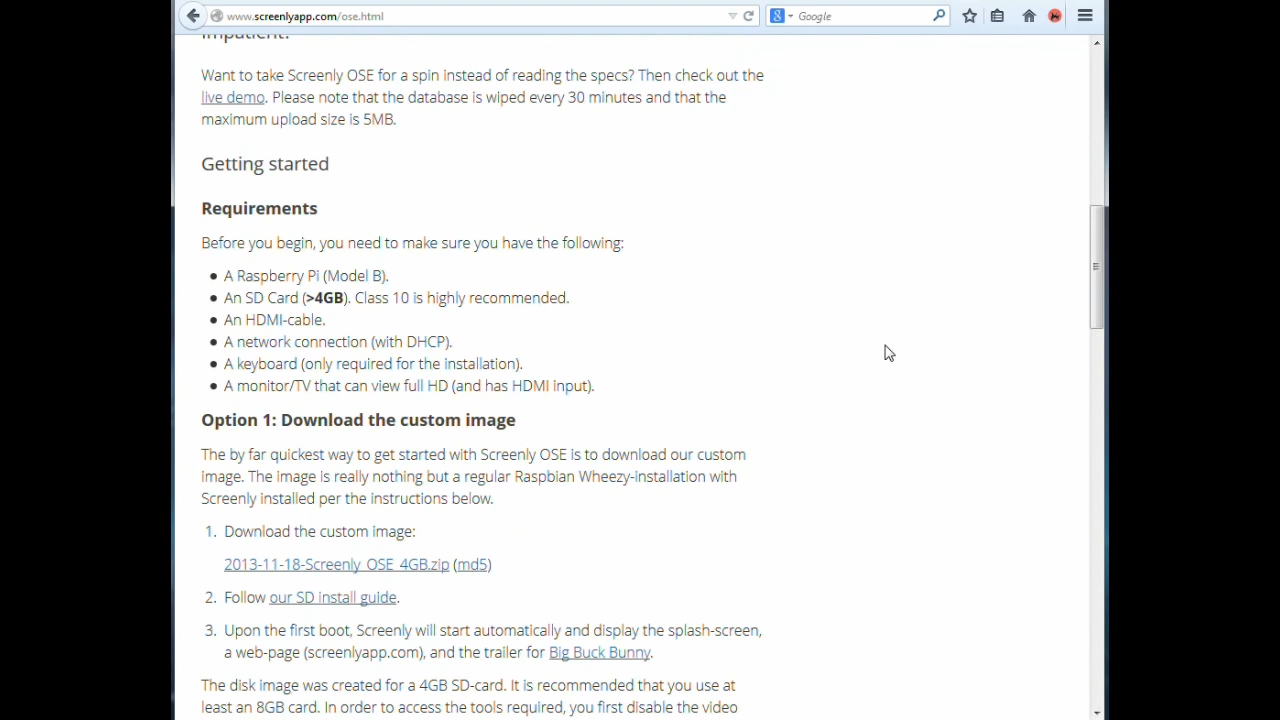 www.screenlyapp.com/ose.html
Google
Impatient?
Want to take Screenly OSE for a spin instead of reading the specs? Then check out the
live demo. Please note that the database is wiped every 30 minutes and that the
maximum upload size is 5MB.
Getting started
Requirements
Before you begin, you need to make sure you have the following:
A Raspberry Pi (Model B).
An SD Card (>4GB). Class 10 is highly recommended.
An HDMI-cable.
A network connection (with DHCP).
A keyboard (only required for the installation).
A monitor/TV that can view full HD (and has HDMI input).
Option 1: Download the custom image
The by far quickest way to get started with Screenly OSE is to download our custom
image. The image is really nothing but a regular Raspbian Wheezy-installation with
Screenly installed per the instructions below.
1. Download the custom image:
2013-11-18-Screenly_OSE_4GB.zip (md5)
2. Follow our SD install guide.
3. Upon the first boot, Screenly will start automatically and display the splash-screen,
a web-page (screenlyapp.com), and the trailer for Big Buck Bunny.
The disk image was created for a 4GB SD-card. It is recommended that you use at
least an 8GB card. In order to access the tools required, you first disable the video